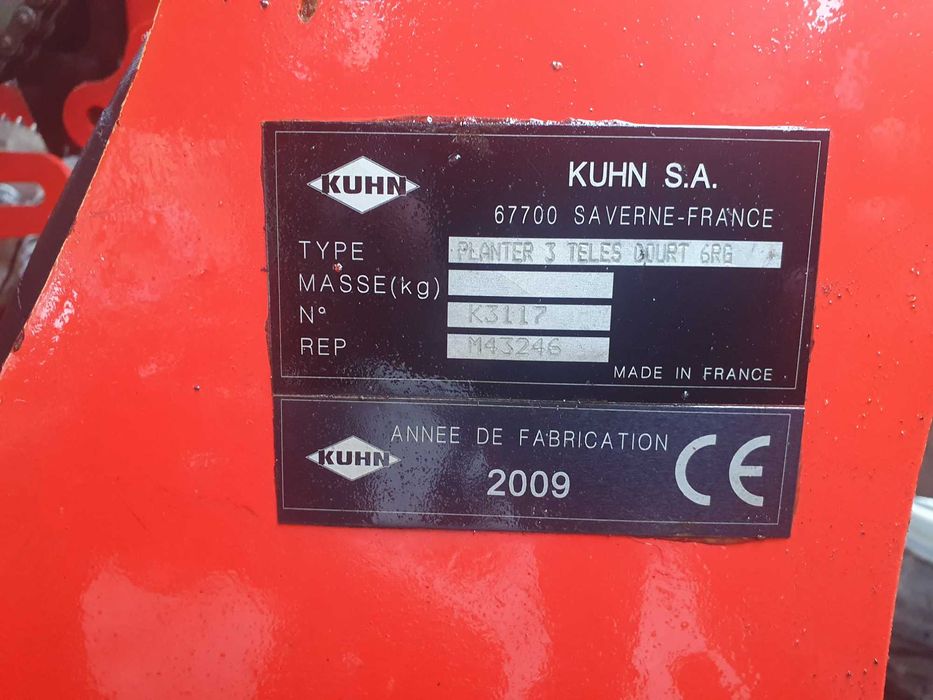 KUHN
KUHN S.A.
67700 SAVERNE-FRANCE
TYPE PLANTER 3 TELES COURT 6RG
MASSE(kg)
N° K3117
REP M43246
MADE IN FRANCE
KUHN
ANNEE DE FABRICATION
2009
CE